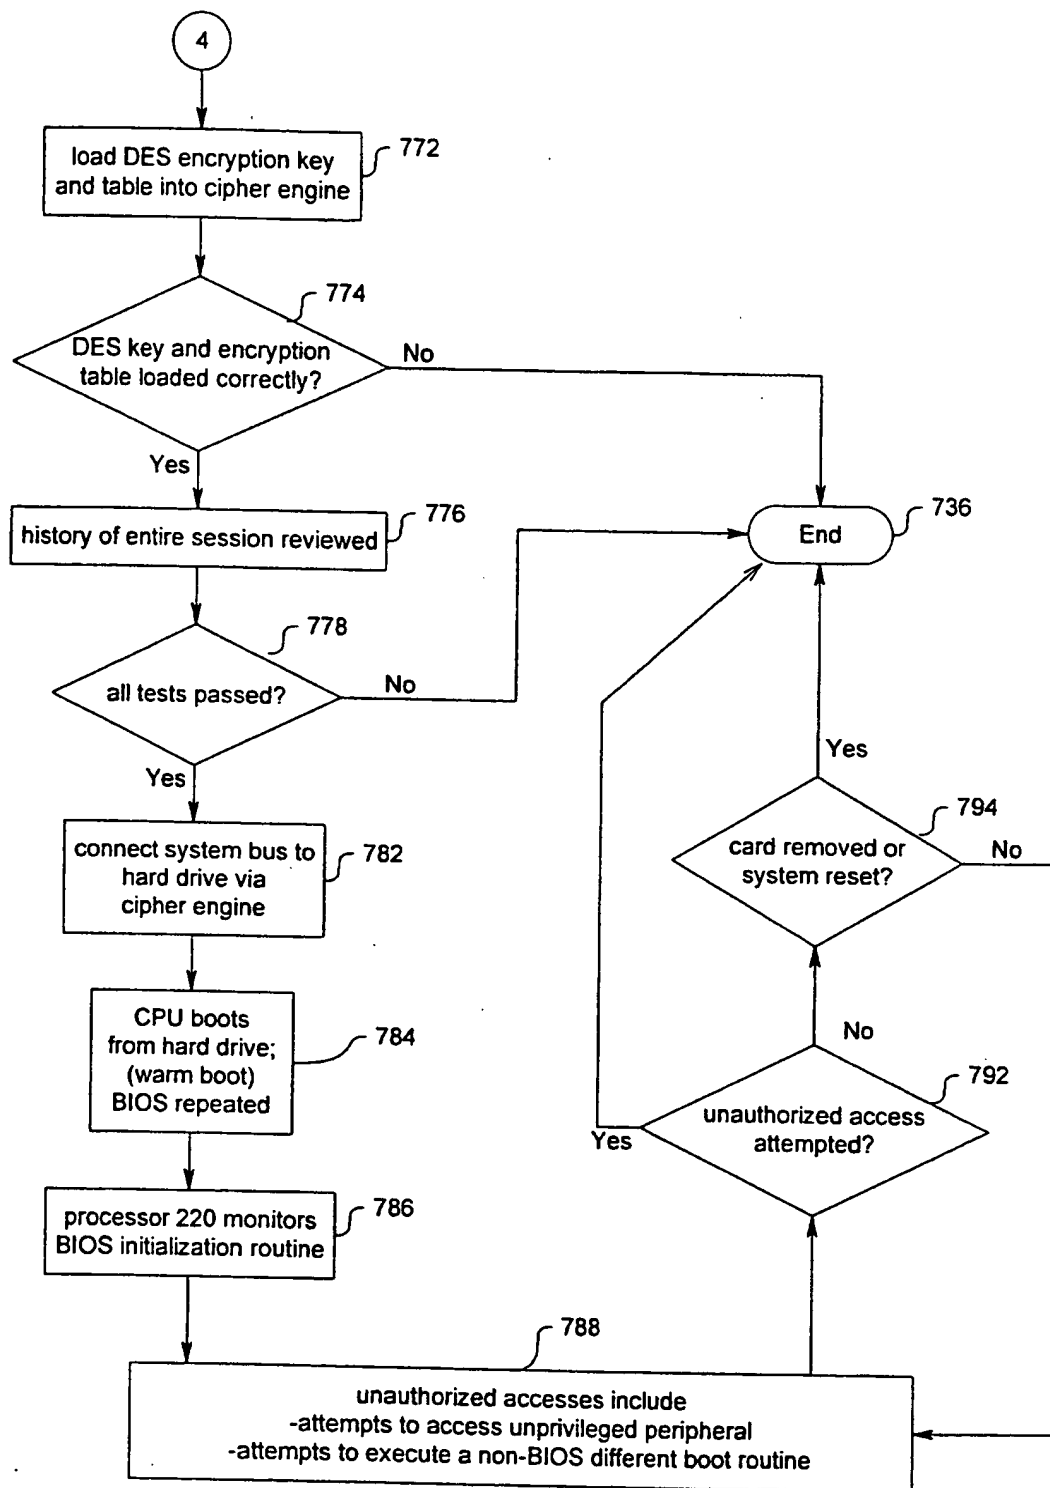 4
load DES encryption key
and table into cipher engine
772
774
DES key and encryption
table loaded correctly?
No
Yes
history of entire session reviewed
776
End
736
778
all tests passed?
No
Yes
connect system bus to
hard drive via
cipher engine
782
CPU boots
from hard drive;
(warm boot)
BIOS repeated
784
processor 220 monitors
BIOS initialization routine
786
788
unauthorized accesses include
-attempts to access unprivileged peripheral
-attempts to execute a non-BIOS different boot routine
792
unauthorized access
attempted?
Yes
No
794
card removed or
system reset?
Yes
No